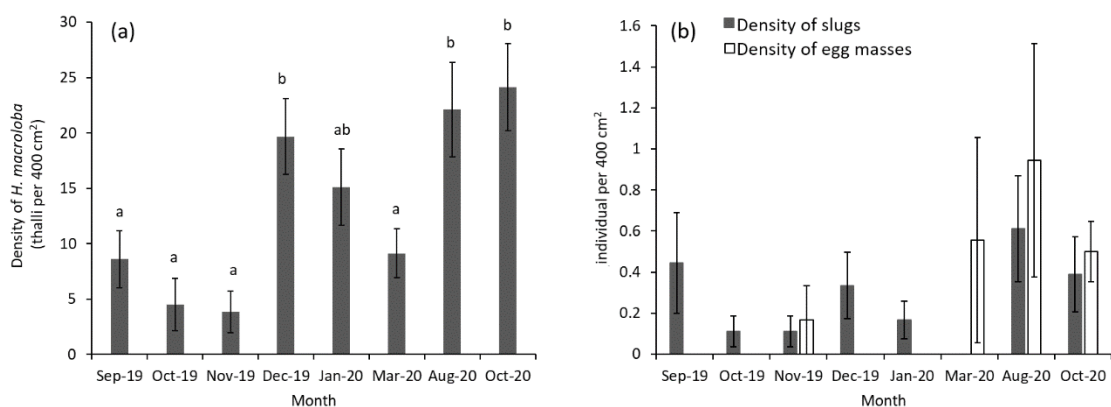 (a)
Density of H. macroloba
(thalli per 400 cm²)
30
25
20
15
10
5
0
a
a
a
b
ab
a
b
b
Sep-19 Oct-19 Nov-19 Dec-19 Jan-20 Mar-20 Aug-20 Oct-20
Month
(b)
Density of slugs
Density of egg masses
individual per 400 cm²
1.6
1.4
1.2
1
0.8
0.6
0.4
0.2
0
Sep-19 Oct-19 Nov-19 Dec-19 Jan-20 Mar-20 Aug-20 Oct-20
Month